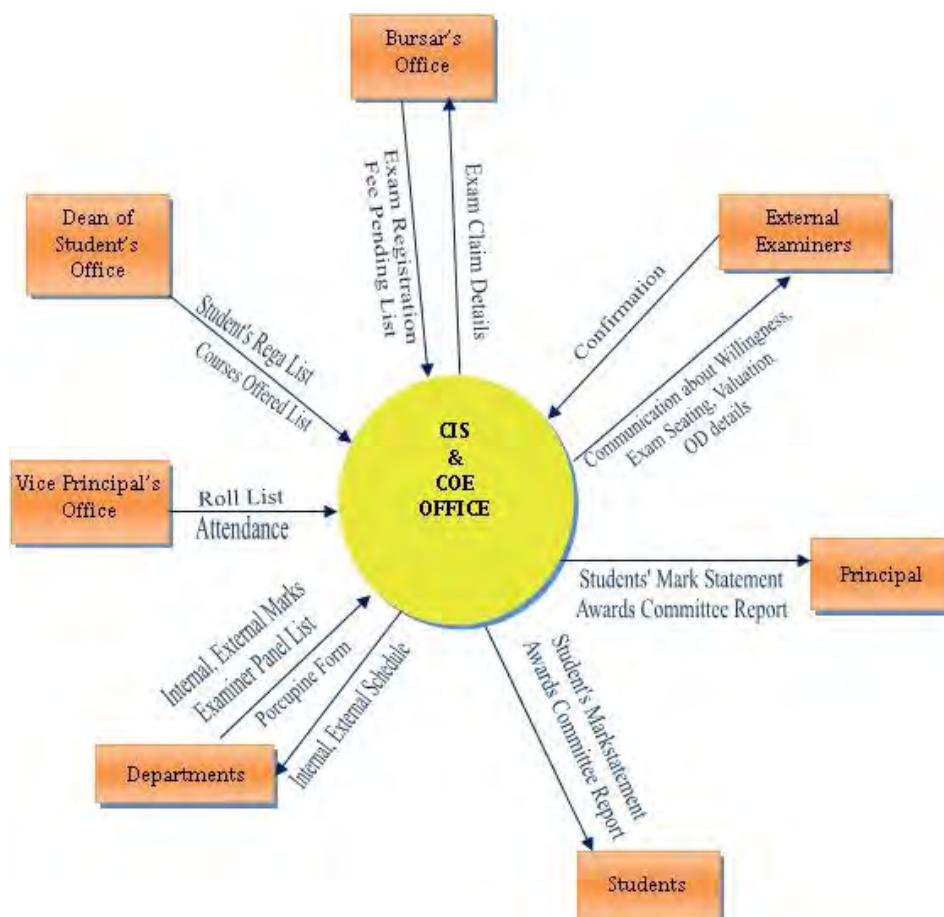 Bursar's
Office
Exam Registration
Fee Pending List
Exam Claim Details
Dean of
Student's
Office
Student's Rega List
Courses Offered List
External
Examiners
Confirmation
Communication about Willingness,
Exam Seating, Valuation
OD details
CIS
&
COE
OFFICE
Vice Principal's
Office
Roll List
Attendance
Principal
Students' Mark Statement
Awards Committee Report
Internal, External Marks
Examiner Panel List
Porcupine Form
Internal, External Schedule
Departments
Student's Markstatement
Awards Committee Report
Students